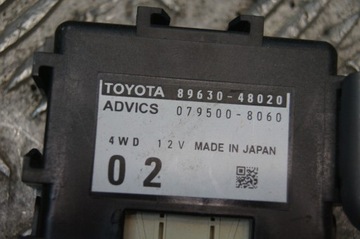 TOYOTA 89630-48020
ADVICS 079500-8060
4WD 12V MADE IN JAPAN
02